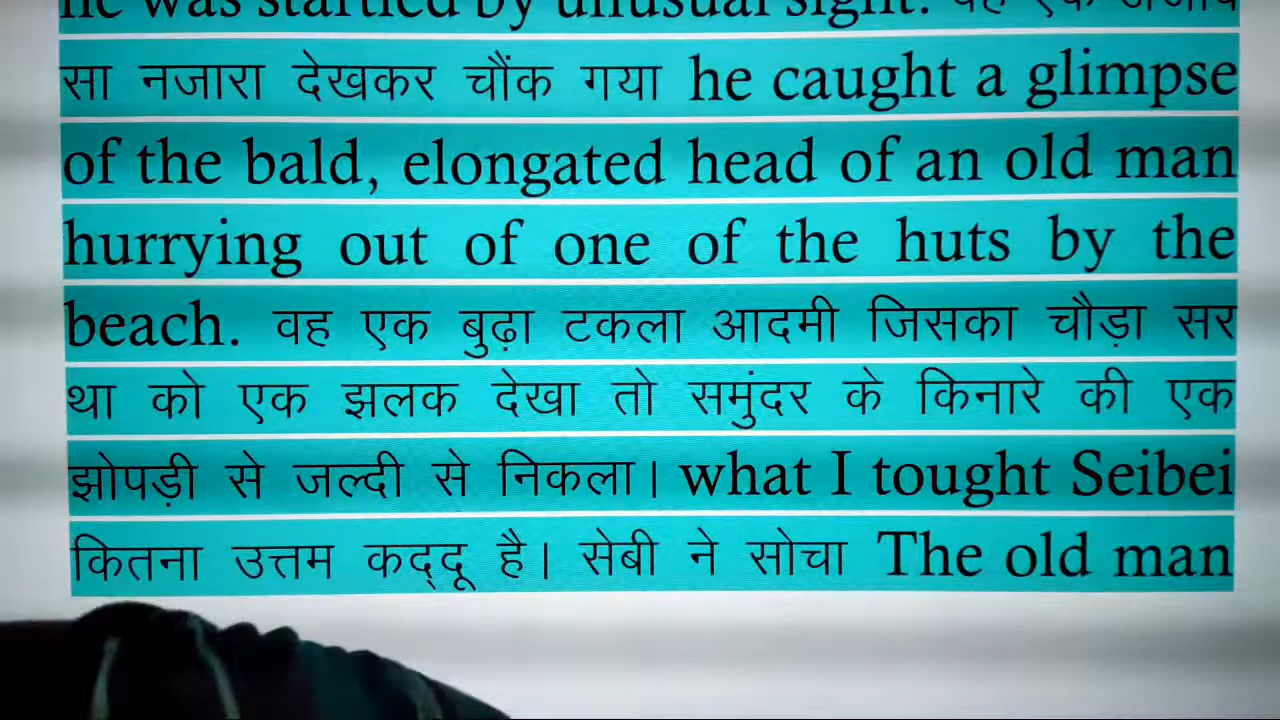 he was startled by unusual sight. वह एक अजीब
सा नजारा देखकर चौंक गया he caught a glimpse
of the bald, elongated head of an old man
hurrying out of one of the huts by the
beach. वह एक बुढ़ा टकला आदमी जिसका चौड़ा सर
था को एक झलक देखा तो समुंदर के किनारे की एक
झोपड़ी से जल्दी से निकला। what I tought Seibei
कितना उत्तम कद्दू है। सेबी ने सोचा The old man